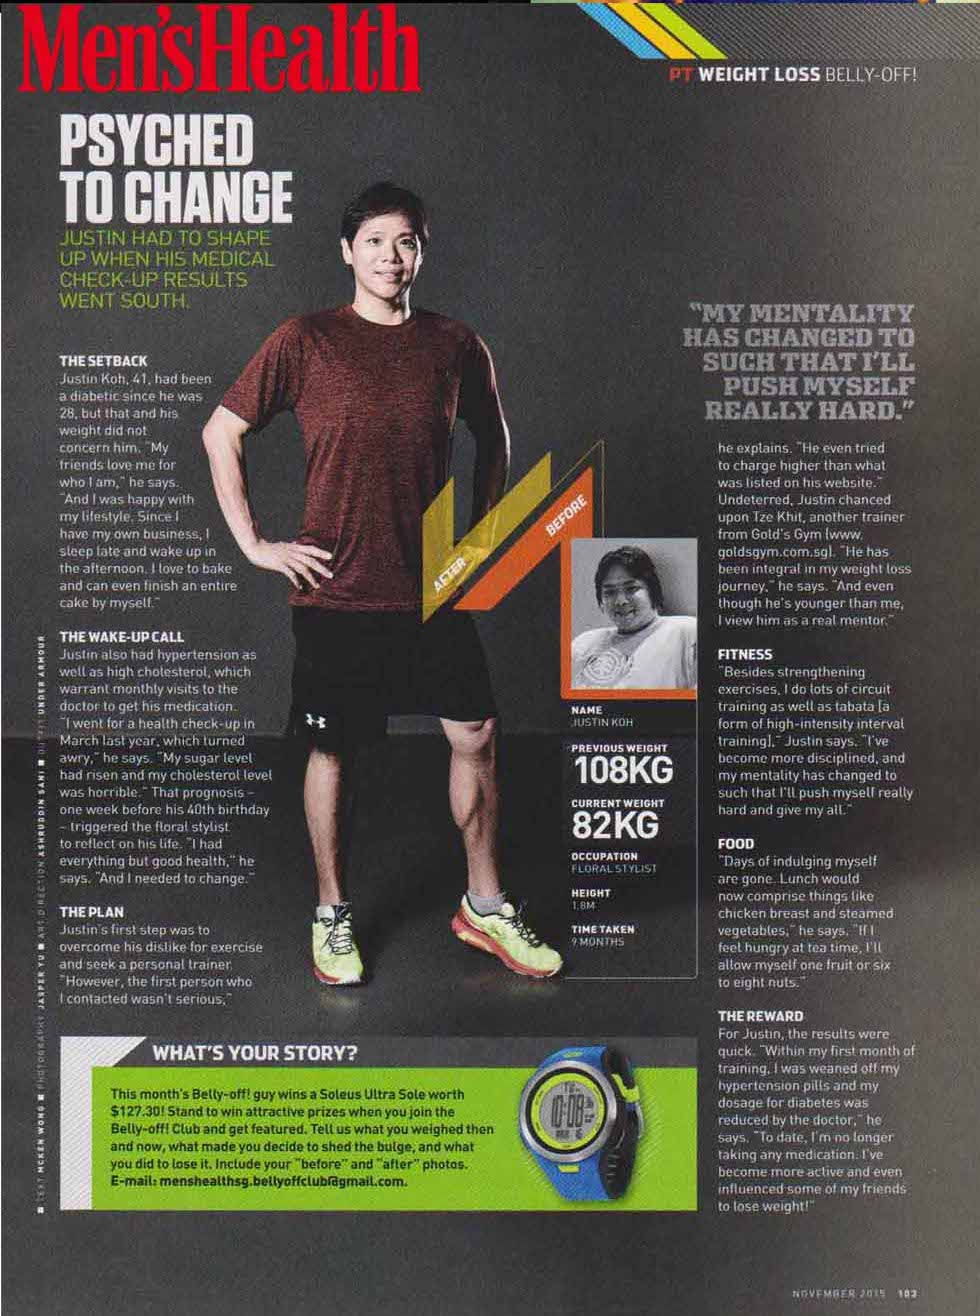 Men'sHealth
PT WEIGHT LOSS BELLY-OFF!
PSYCHED
TO CHANGE
JUSTIN HAD TO SHAPE
UP WHEN HIS MEDICAL
CHECK-UP RESULTS
WENT SOUTH.
THE SETBACK
Justin Koh, 41, had been
a diabetic since he was
28, but that and his
weight did not
concern him. "My
friends love me for
who I am," he says.
"And I was happy with
my lifestyle. Since I
have my own business, I
sleep late and wake up in
the afternoon. I love to bake
and can even finish an entire
cake by myself."
THE WAKE-UP CALL
Justin also had hypertension as
well as high cholesterol, which
warrant monthly visits to the
doctor to get his medication.
"I went for a health check-up in
March last year, which turned
awry," he says. "My sugar level
had risen and my cholesterol level
was horrible." That prognosis –
one week before his 40th birthday
– triggered the floral stylist
to reflect on his life. "I had
everything but good health," he
says. "And I needed to change."
THE PLAN
Justin's first step was to
overcome his dislike for exercise
and seek a personal trainer.
"However, the first person who
I contacted wasn't serious,"
"MY MENTALITY
HAS CHANGED TO
SUCH THAT I'LL
PUSH MYSELF
REALLY HARD."
he explains. "He even tried
to charge higher than what
was listed on his website."
Undeterred, Justin chanced
upon Tze Khit, another trainer
from Gold's Gym [www.
goldsgym.com.sg]. "He has
been integral in my weight loss
journey," he says. "And even
though he's younger than me,
I view him as a real mentor."
FITNESS
"Besides strengthening
exercises, I do lots of circuit
training as well as tabata [a
form of high-intensity interval
training]," Justin says. "I've
become more disciplined, and
my mentality has changed to
such that I'll push myself really
hard and give my all."
FOOD
"Days of indulging myself
are gone. Lunch would
now comprise things like
chicken breast and steamed
vegetables," he says. "If I
feel hungry at tea time, I'll
allow myself one fruit or six
to eight nuts."
THE REWARD
For Justin, the results were
quick. "Within my first month of
training, I was weaned off my
hypertension pills and my
dosage for diabetes was
reduced by the doctor," he
says. "To date, I'm no longer
taking any medication. I've
become more active and even
influenced some of my friends
to lose weight!"
AFTER
BEFORE
NAME
JUSTIN KOH
PREVIOUS WEIGHT
108KG
CURRENT WEIGHT
82KG
OCCUPATION
FLORAL STYLIST
HEIGHT
1.8M
TIME TAKEN
9 MONTHS
WHAT'S YOUR STORY?
This month's Belly-off! guy wins a Soleus Ultra Sole worth
$127.30! Stand to win attractive prizes when you join the
Belly-off! Club and get featured. Tell us what you weighed then
and now, what made you decide to shed the bulge, and what
you did to lose it. Include your "before" and "after" photos.
E-mail: menshealthsg.bellyoffclub@gmail.com.
TEXT MCKEN WONG PHOTOGRAPHY JASPER YU ART DIRECTION ASHRUDDIN SANI OUTFIT UNDER ARMOUR
NOVEMBER 2015 103